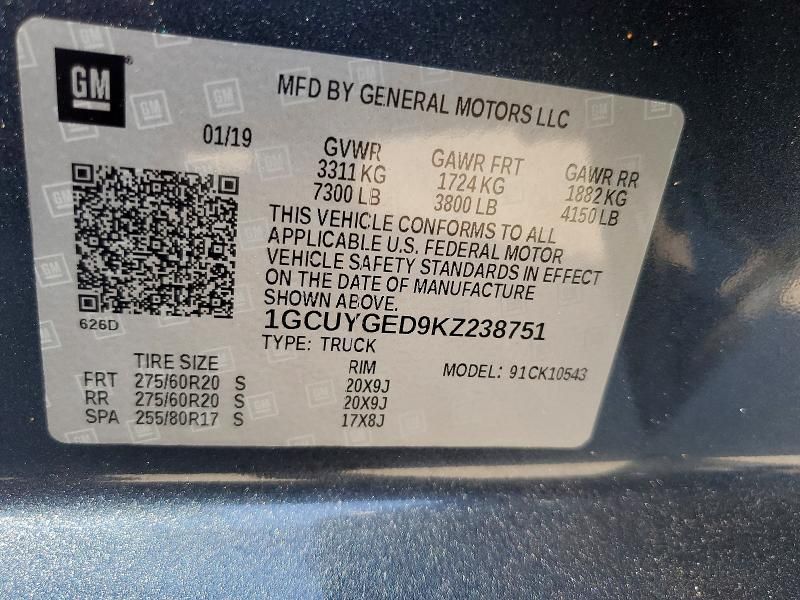 GM
MFD BY GENERAL MOTORS LLC
01/19
GVWR GAWR FRT GAWR RR
3311 KG 1724 KG 1882 KG
7300 LB 3800 LB 4150 LB
THIS VEHICLE CONFORMS TO ALL
APPLICABLE U.S. FEDERAL MOTOR
VEHICLE SAFETY STANDARDS IN EFFECT
ON THE DATE OF MANUFACTURE
SHOWN ABOVE.
626D
1GCUYGED9KZ238751
TYPE: TRUCK
MODEL: 91CK10543
TIRE SIZE RIM
FRT 275/60R20 S 20X9J
RR 275/60R20 S 20X9J
SPA 255/80R17 S 17X8J